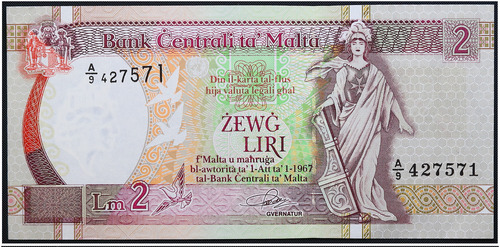 Bank Ċentrali ta' Malta
2
A/9 427571
Din il-karta tal-flus
hija valuta legali għal
ŻEWĠ
LIRI
f'Malta u maħruġa
bl-awtorità ta' l-Att ta' l-1967
tal-Bank Ċentrali ta' Malta
A/9 427571
Lm 2
GVERNATUR